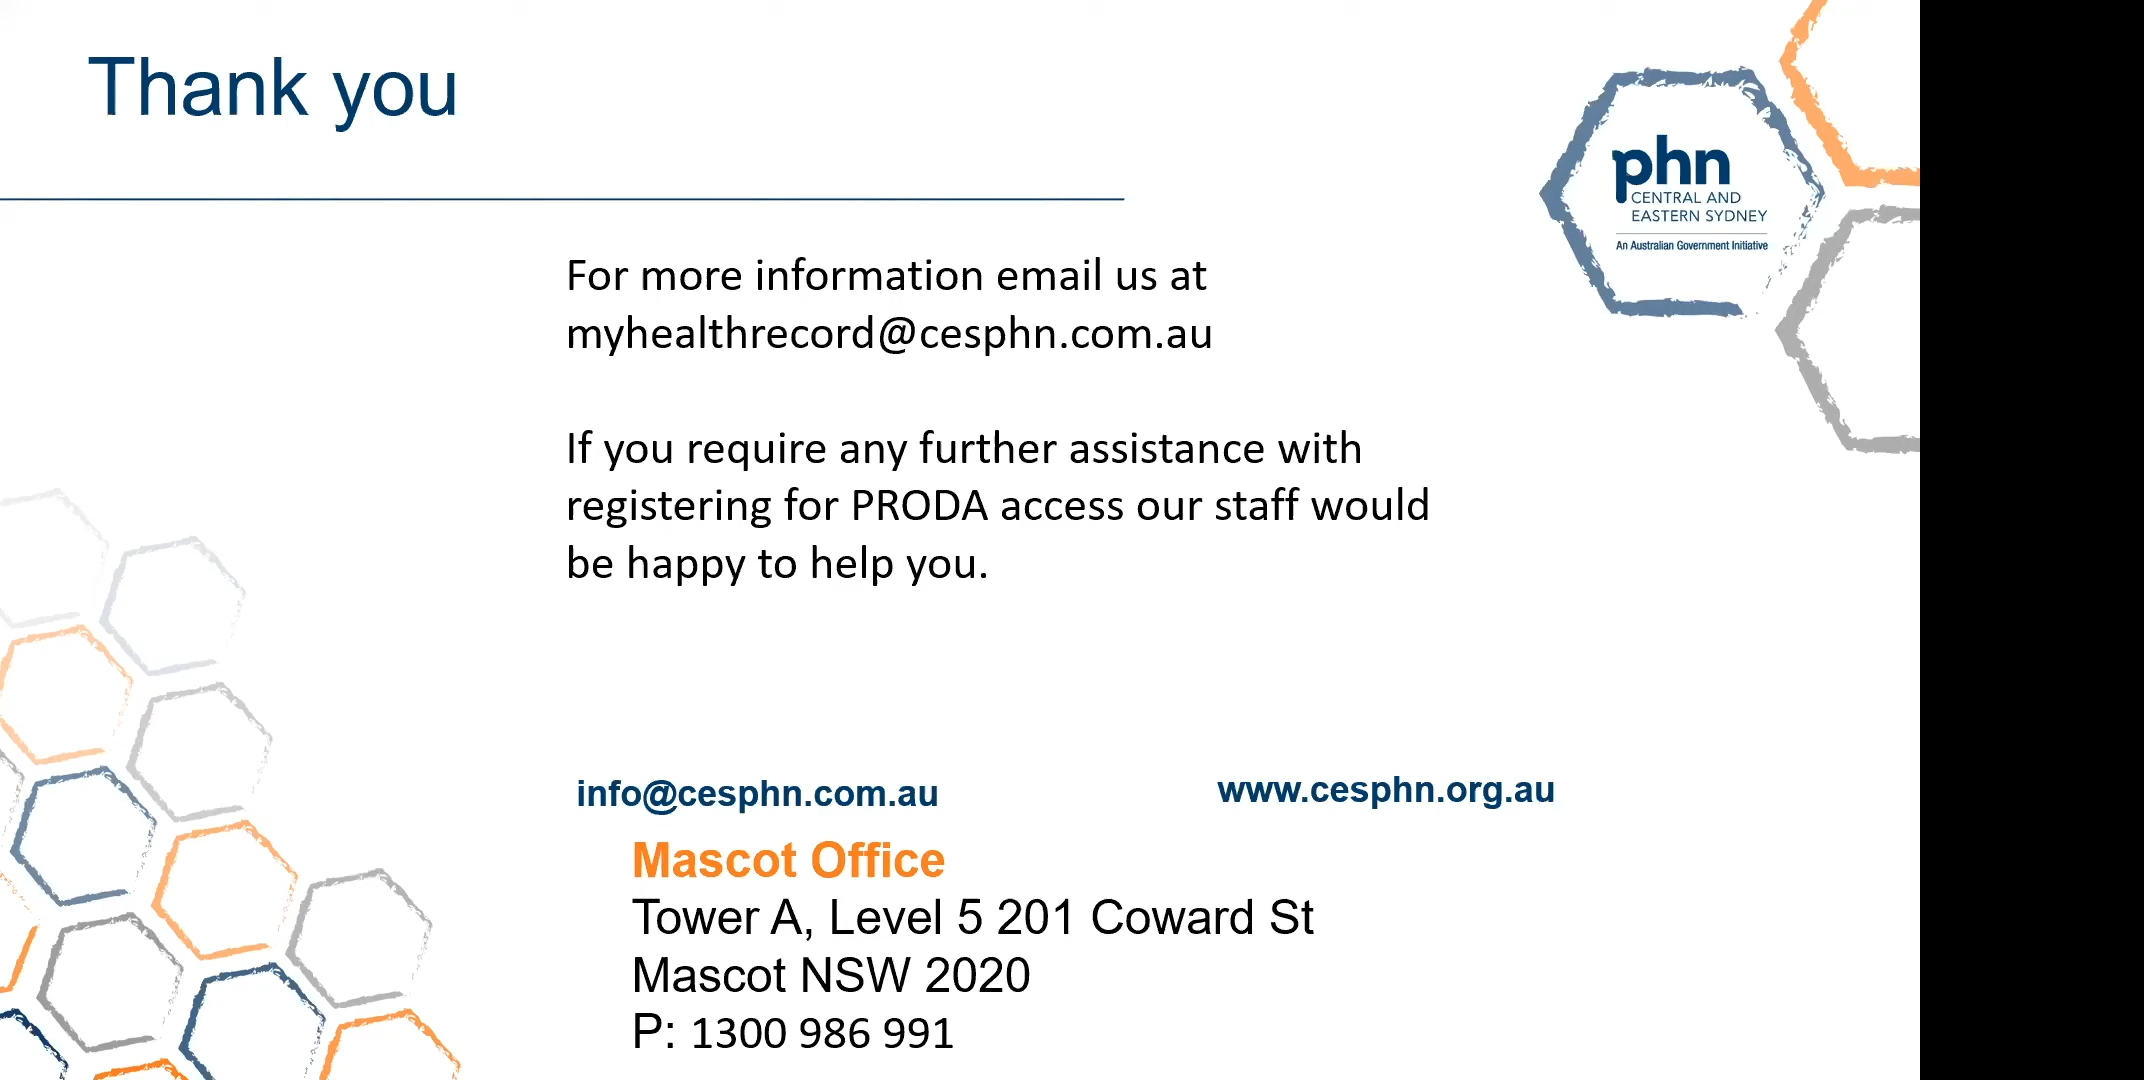 Thank you
phn
CENTRAL AND
EASTERN SYDNEY
An Australian Government Initiative
For more information email us at
myhealthrecord@cesphn.com.au
If you require any further assistance with
registering for PRODA access our staff would
be happy to help you.
info@cesphn.com.au
www.cesphn.org.au
Mascot Office
Tower A, Level 5 201 Coward St
Mascot NSW 2020
P: 1300 986 991